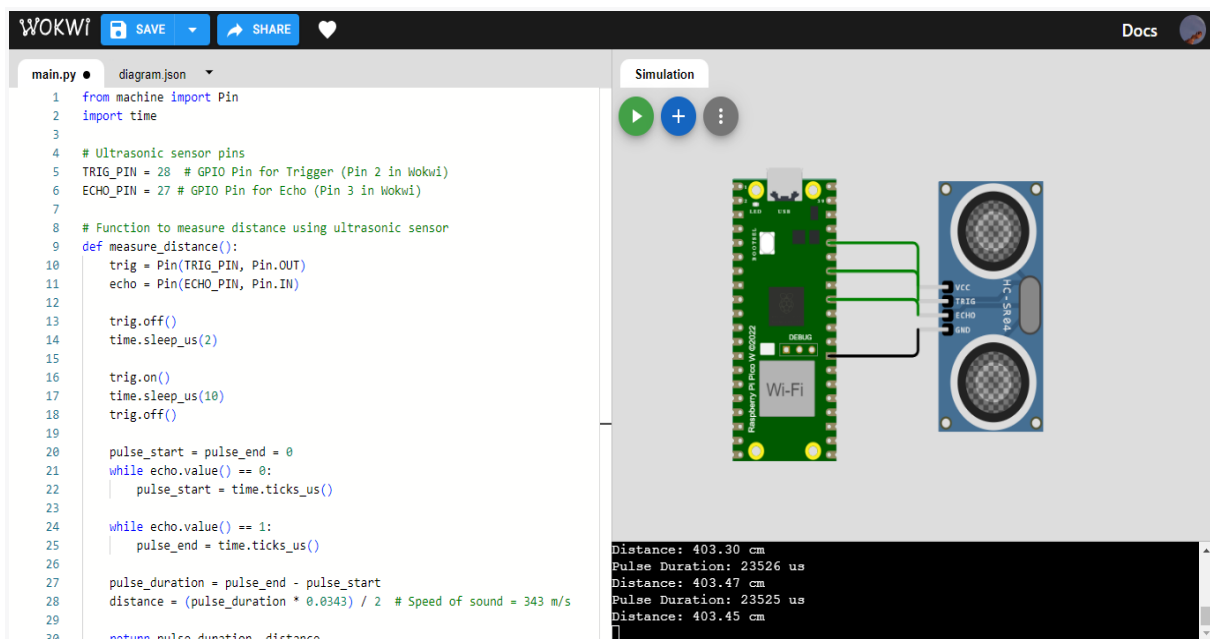 WOKWI SAVE SHARE Docs
main.py ● diagram.json
1 from machine import Pin
2 import time
3
4 # Ultrasonic sensor pins
5 TRIG_PIN = 28  # GPIO Pin for Trigger (Pin 2 in Wokwi)
6 ECHO_PIN = 27 # GPIO Pin for Echo (Pin 3 in Wokwi)
7
8 # Function to measure distance using ultrasonic sensor
9 def measure_distance():
10     trig = Pin(TRIG_PIN, Pin.OUT)
11     echo = Pin(ECHO_PIN, Pin.IN)
12
13     trig.off()
14     time.sleep_us(2)
15
16     trig.on()
17     time.sleep_us(10)
18     trig.off()
19
20     pulse_start = pulse_end = 0
21     while echo.value() == 0:
22         pulse_start = time.ticks_us()
23
24     while echo.value() == 1:
25         pulse_end = time.ticks_us()
26
27     pulse_duration = pulse_end - pulse_start
28     distance = (pulse_duration * 0.0343) / 2  # Speed of sound = 343 m/s
29
30     return pulse_duration, distance
Simulation
LED USB
BOOTSEL
DEBUG
Raspberry Pi Pico W ©2022
Wi-Fi
VCC
TRIG
ECHO
GND
HC-SR04
Distance: 403.30 cm
Pulse Duration: 23526 us
Distance: 403.47 cm
Pulse Duration: 23525 us
Distance: 403.45 cm